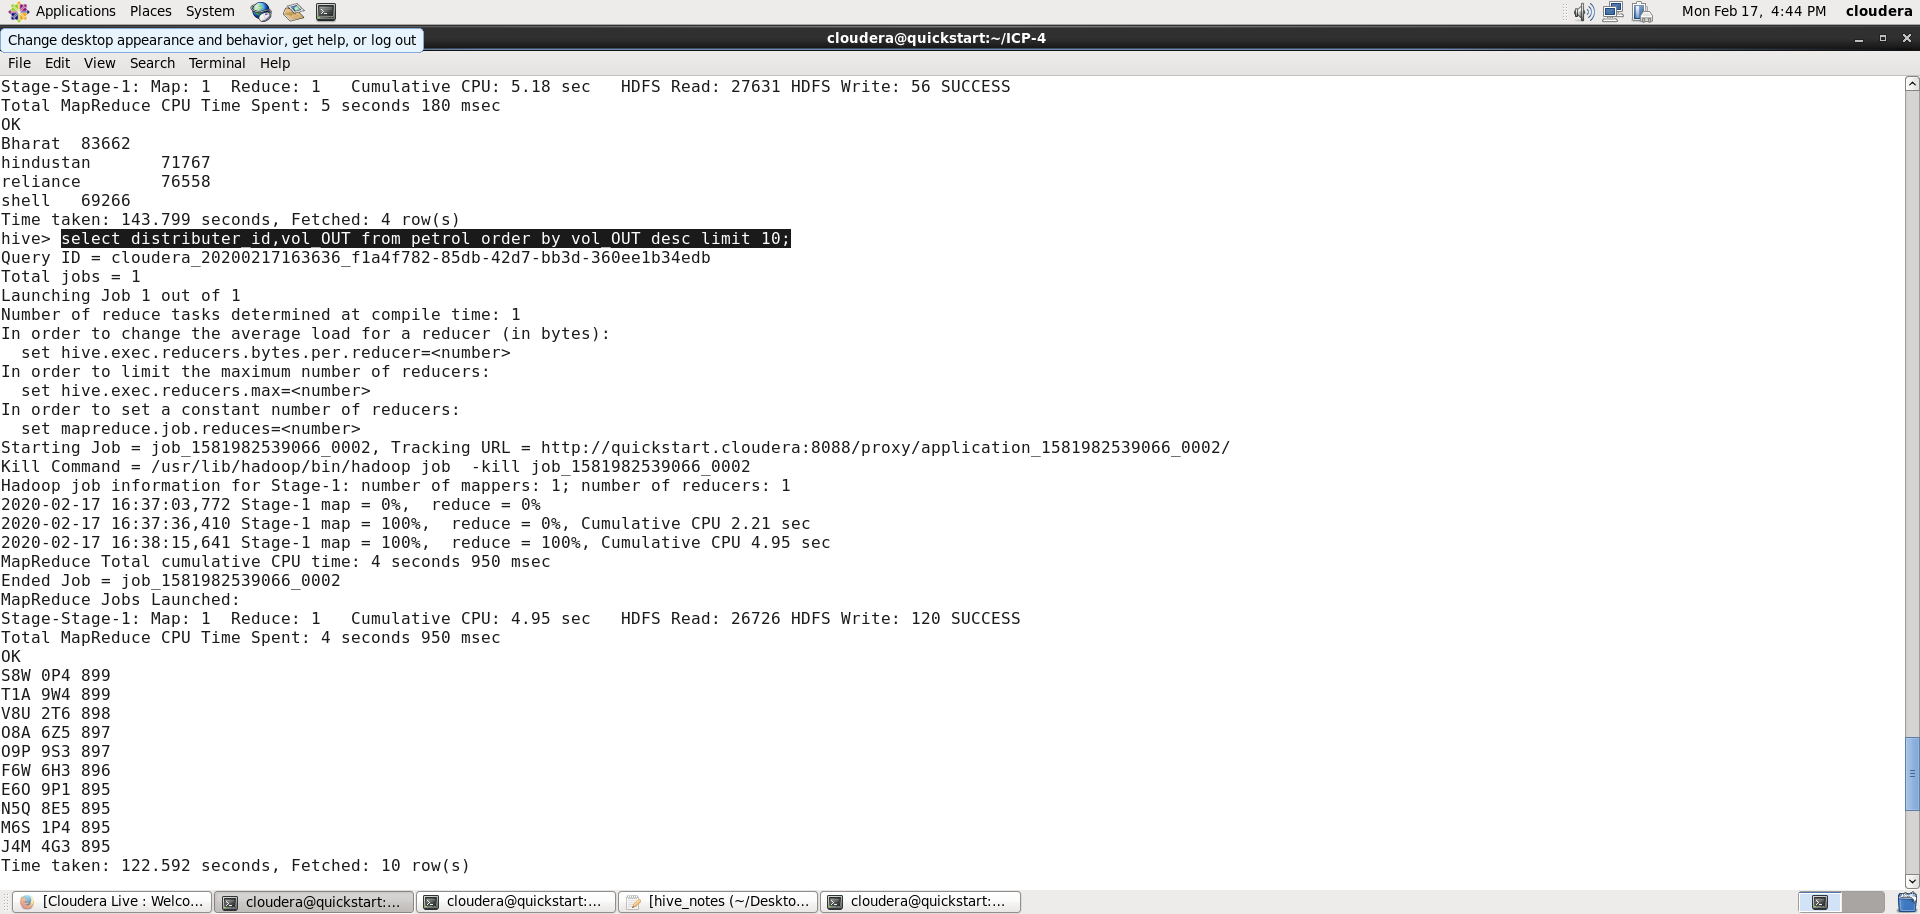 Applications Places System Mon Feb 17, 4:44 PM cloudera
Change desktop appearance and behavior, get help, or log out
cloudera@quickstart:~/ICP-4
File Edit View Search Terminal Help
Stage-Stage-1: Map: 1  Reduce: 1   Cumulative CPU: 5.18 sec   HDFS Read: 27631 HDFS Write: 56 SUCCESS
Total MapReduce CPU Time Spent: 5 seconds 180 msec
OK
Bharat  83662
hindustan       71767
reliance        76558
shell   69266
Time taken: 143.799 seconds, Fetched: 4 row(s)
hive> select distributer_id,vol_OUT from petrol order by vol_OUT desc limit 10;
Query ID = cloudera_20200217163636_f1a4f782-85db-42d7-bb3d-360ee1b34edb
Total jobs = 1
Launching Job 1 out of 1
Number of reduce tasks determined at compile time: 1
In order to change the average load for a reducer (in bytes):
  set hive.exec.reducers.bytes.per.reducer=<number>
In order to limit the maximum number of reducers:
  set hive.exec.reducers.max=<number>
In order to set a constant number of reducers:
  set mapreduce.job.reduces=<number>
Starting Job = job_1581982539066_0002, Tracking URL = http://quickstart.cloudera:8088/proxy/application_1581982539066_0002/
Kill Command = /usr/lib/hadoop/bin/hadoop job  -kill job_1581982539066_0002
Hadoop job information for Stage-1: number of mappers: 1; number of reducers: 1
2020-02-17 16:37:03,772 Stage-1 map = 0%,  reduce = 0%
2020-02-17 16:37:36,410 Stage-1 map = 100%,  reduce = 0%, Cumulative CPU 2.21 sec
2020-02-17 16:38:15,641 Stage-1 map = 100%,  reduce = 100%, Cumulative CPU 4.95 sec
MapReduce Total cumulative CPU time: 4 seconds 950 msec
Ended Job = job_1581982539066_0002
MapReduce Jobs Launched:
Stage-Stage-1: Map: 1  Reduce: 1   Cumulative CPU: 4.95 sec   HDFS Read: 26726 HDFS Write: 120 SUCCESS
Total MapReduce CPU Time Spent: 4 seconds 950 msec
OK
S8W 0P4 899
T1A 9W4 899
V8U 2T6 898
O8A 6Z5 897
O9P 9S3 897
F6W 6H3 896
E6O 9P1 895
N5Q 8E5 895
M6S 1P4 895
J4M 4G3 895
Time taken: 122.592 seconds, Fetched: 10 row(s)
[Cloudera Live : Welco... cloudera@quickstart:... cloudera@quickstart:... [hive_notes (~/Deskto... cloudera@quickstart:...